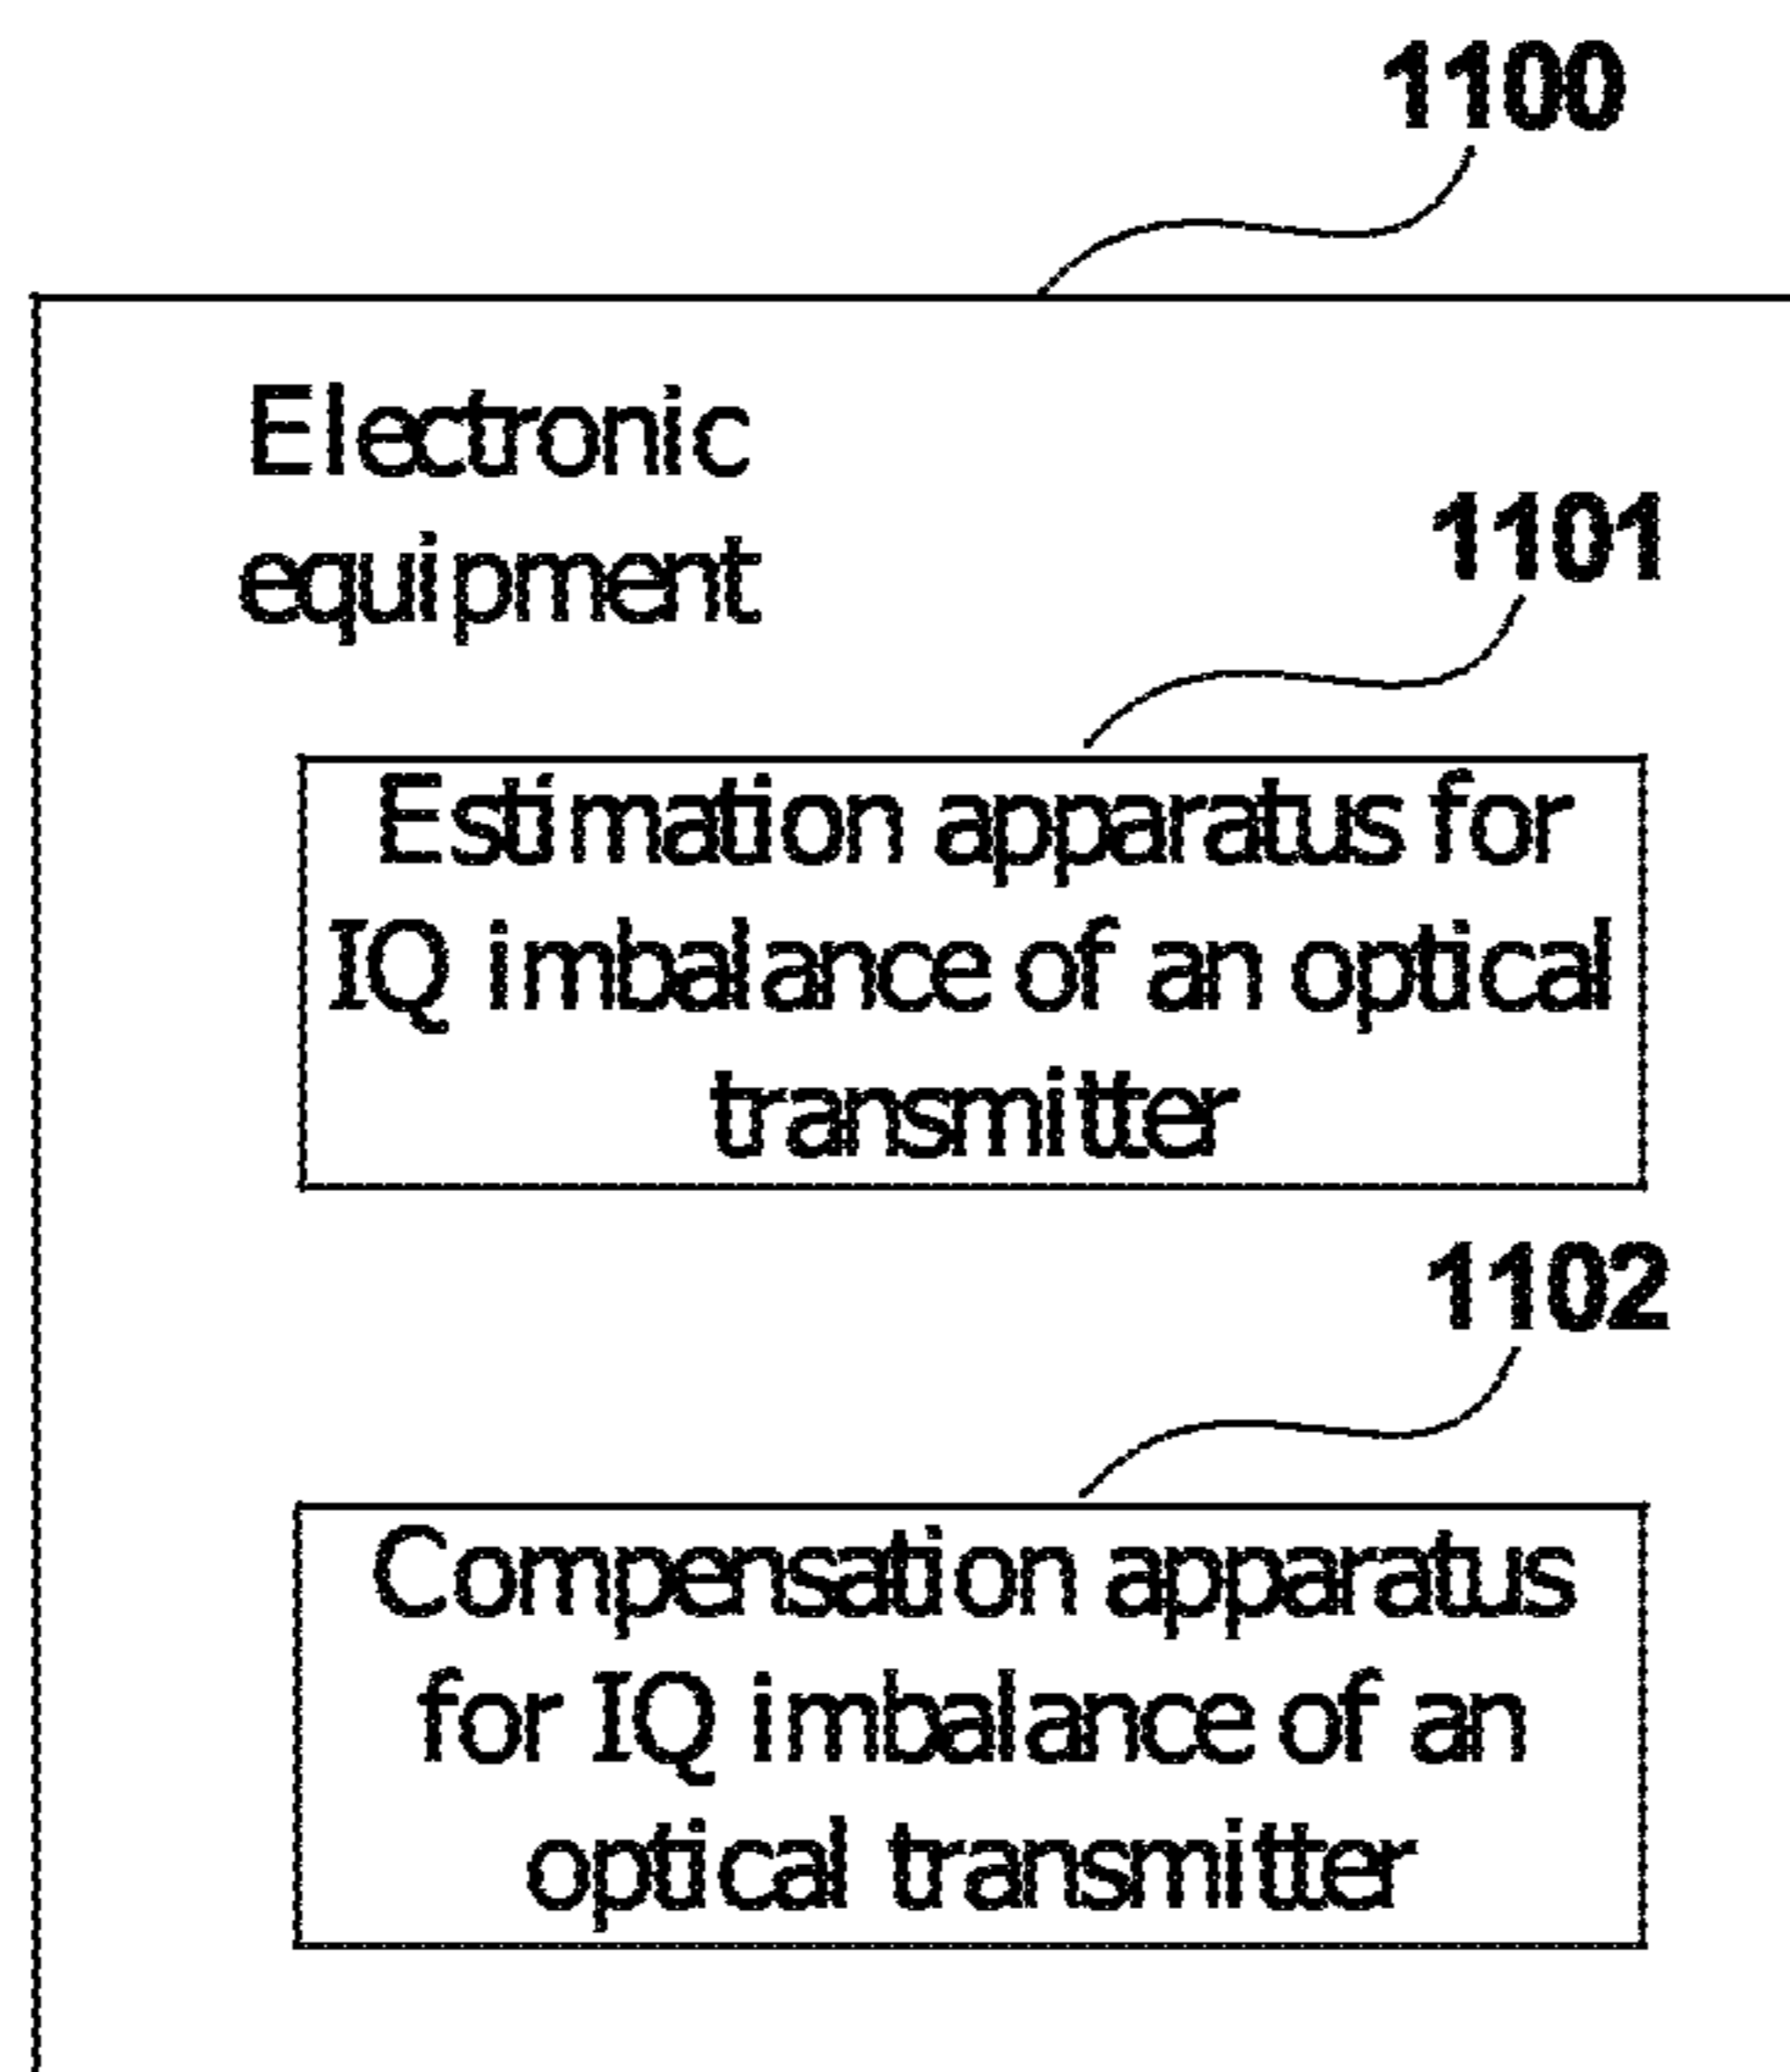 1100
Electronic
equipment
1101
Estimation apparatus for
IQ imbalance of an optical
transmitter
1102
Compensation apparatus
for IQ imbalance of an
optical transmitter